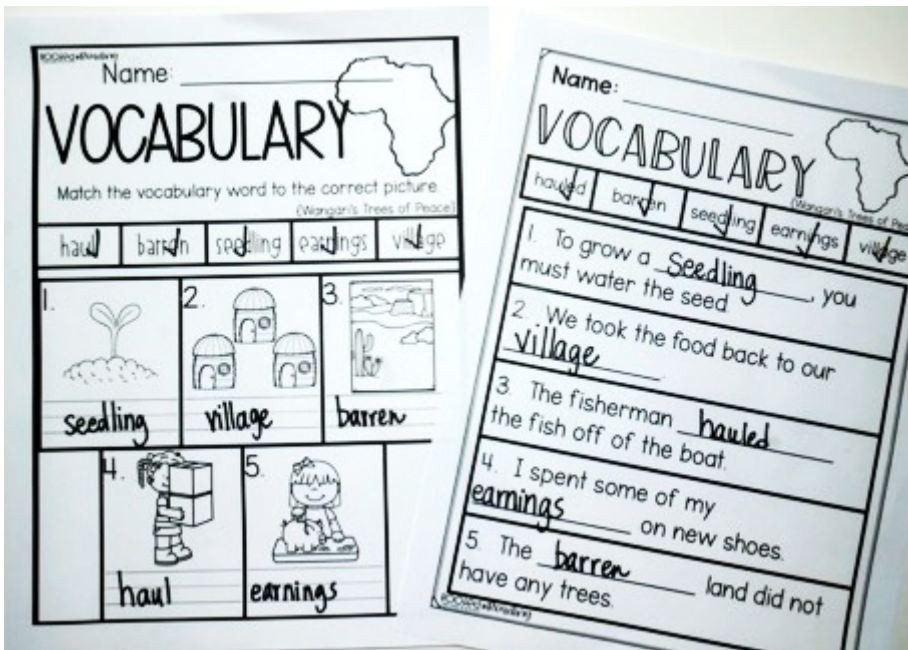 Name:
VOCABULARY
Match the vocabulary word to the correct picture.
(Wangari's Trees of Peace)
haul barren seedling earnings village
1. 2. 3.
seedling village barren
4. 5.
haul earnings
Name:
VOCABULARY
(Wangari's Trees of Pea
hauled barren seedling earnings village
1. To grow a seedling, you
must water the seed.
2. We took the food back to our
village.
3. The fisherman hauled
the fish off of the boat.
4. I spent some of my
earnings on new shoes.
5. The barren land did not
have any trees.